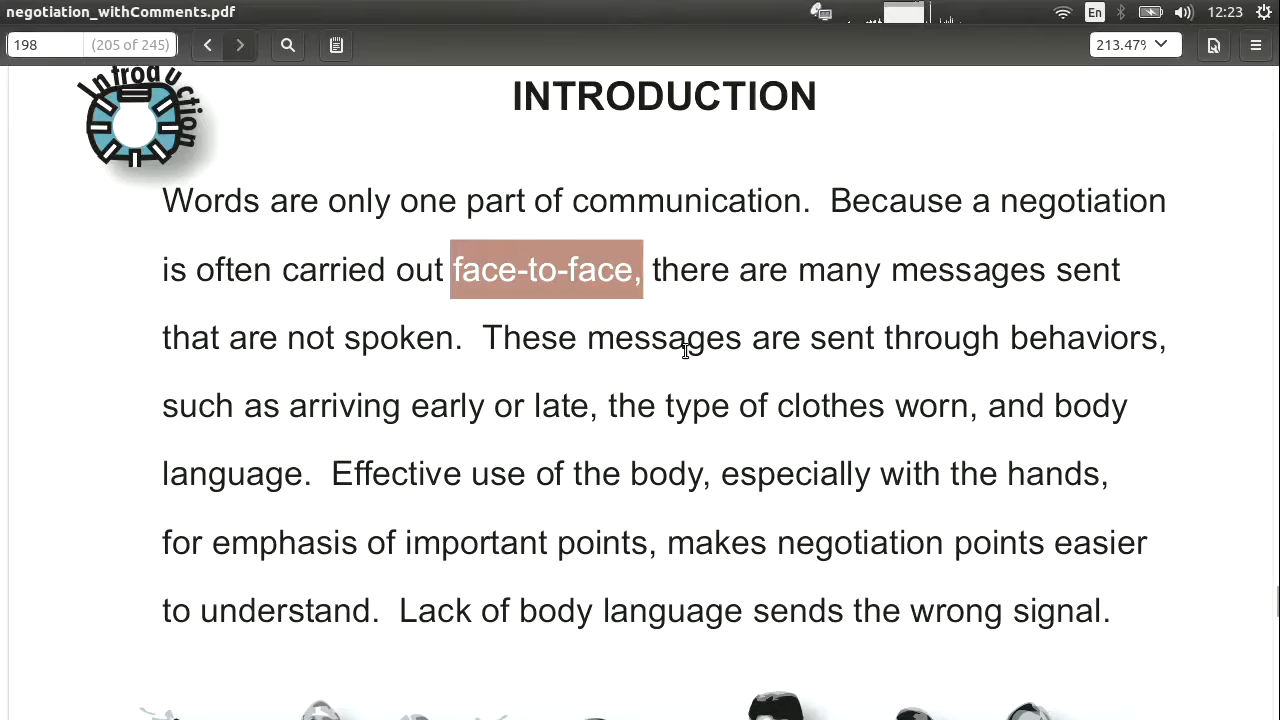 negotiation_withComments.pdf
En
12:23
198
(205 of 245)
213.47%
Introduction
INTRODUCTION
Words are only one part of communication.  Because a negotiation
is often carried out face-to-face, there are many messages sent
that are not spoken.  These messages are sent through behaviors,
such as arriving early or late, the type of clothes worn, and body
language.  Effective use of the body, especially with the hands,
for emphasis of important points, makes negotiation points easier
to understand.  Lack of body language sends the wrong signal.